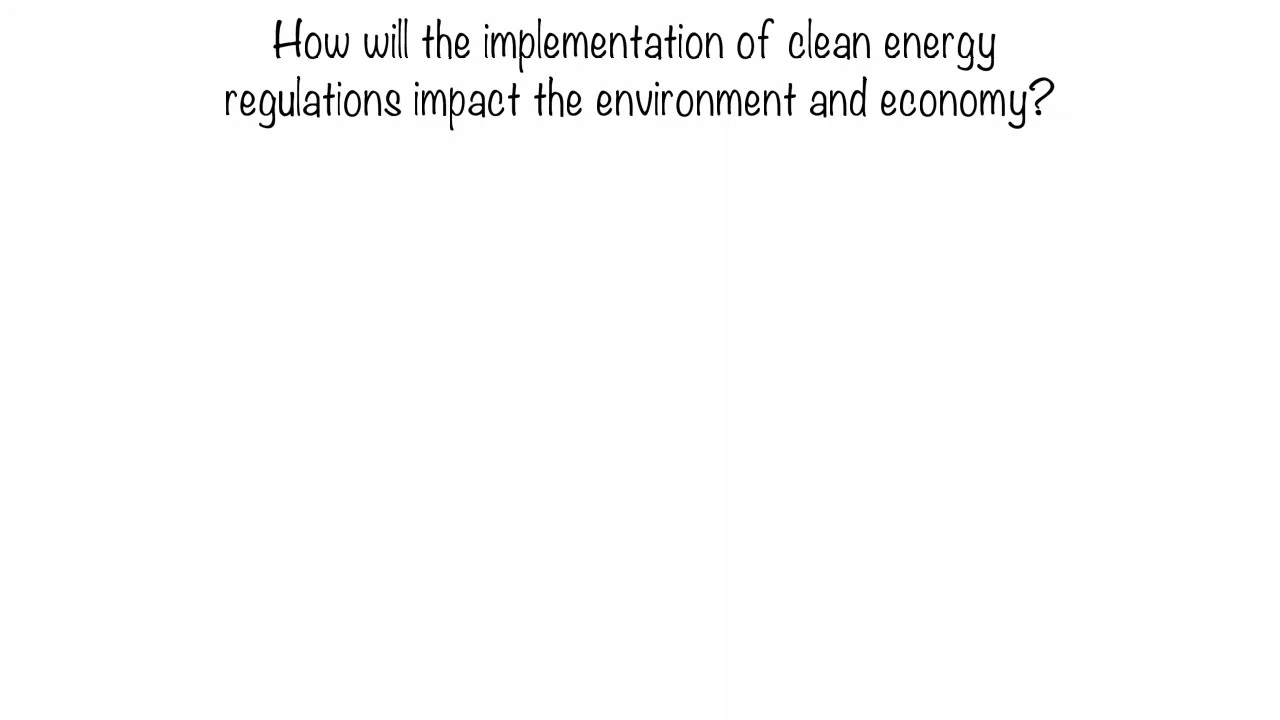 How will the implementation of clean energy
regulations impact the environment and economy?